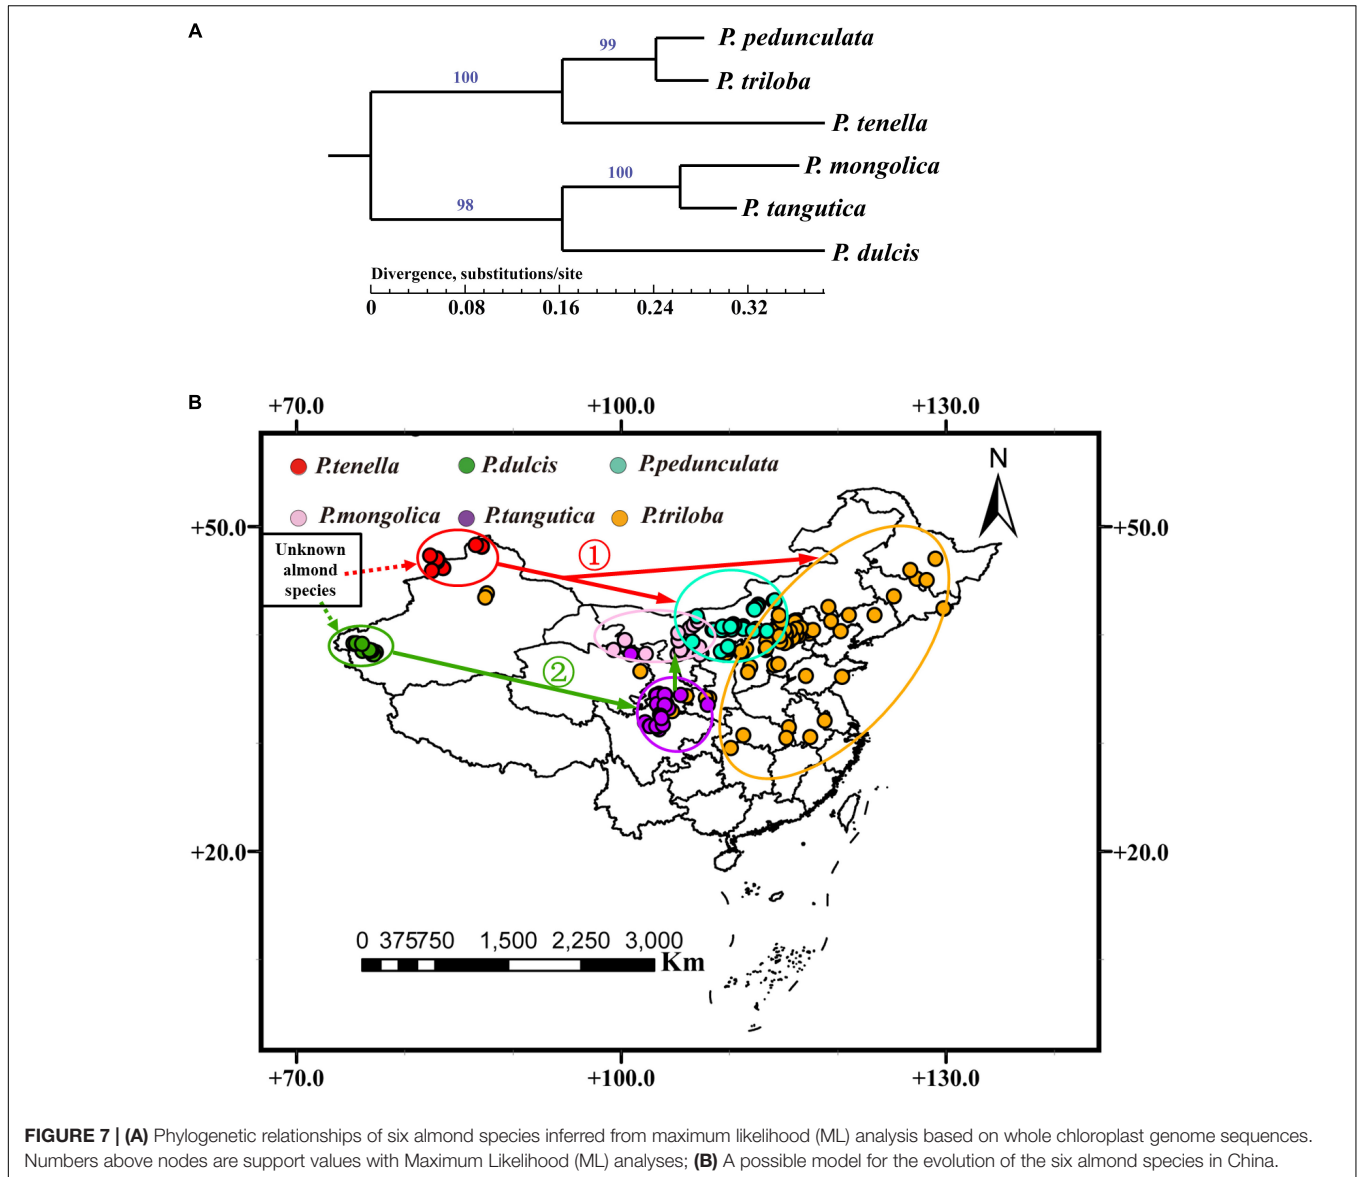 A
99
P. pedunculata
100
P. triloba
P. tenella
P. mongolica
100
98
P. tangutica
P. dulcis
Divergence, substitutions/site
0 0.08 0.16 0.24 0.32
B
+70.0 +100.0 +130.0
P.tenella P.dulcis P.pedunculata
N
P.mongolica P.tangutica P.triloba
+50.0 +50.0
Unknown
almond
species
①
②
+20.0 +20.0
0 375750 1,500 2,250 3,000
Km
+70.0 +100.0 +130.0
FIGURE 7 | (A) Phylogenetic relationships of six almond species inferred from maximum likelihood (ML) analysis based on whole chloroplast genome sequences.
Numbers above nodes are support values with Maximum Likelihood (ML) analyses; (B) A possible model for the evolution of the six almond species in China.